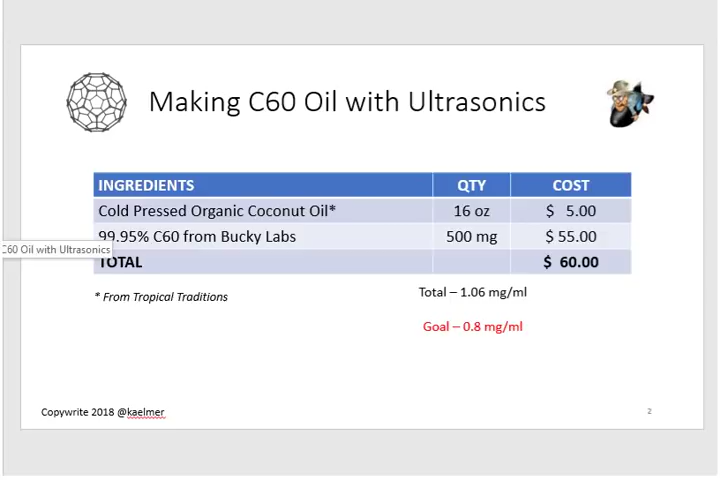 Making C60 Oil with Ultrasonics
INGREDIENTS QTY COST
Cold Pressed Organic Coconut Oil* 16 oz $ 5.00
99.95% C60 from Bucky Labs 500 mg $ 55.00
C60 Oil with Ultrasonics
TOTAL $ 60.00
* From Tropical Traditions
Total – 1.06 mg/ml
Goal – 0.8 mg/ml
Copywrite 2018 @kaelmer
2